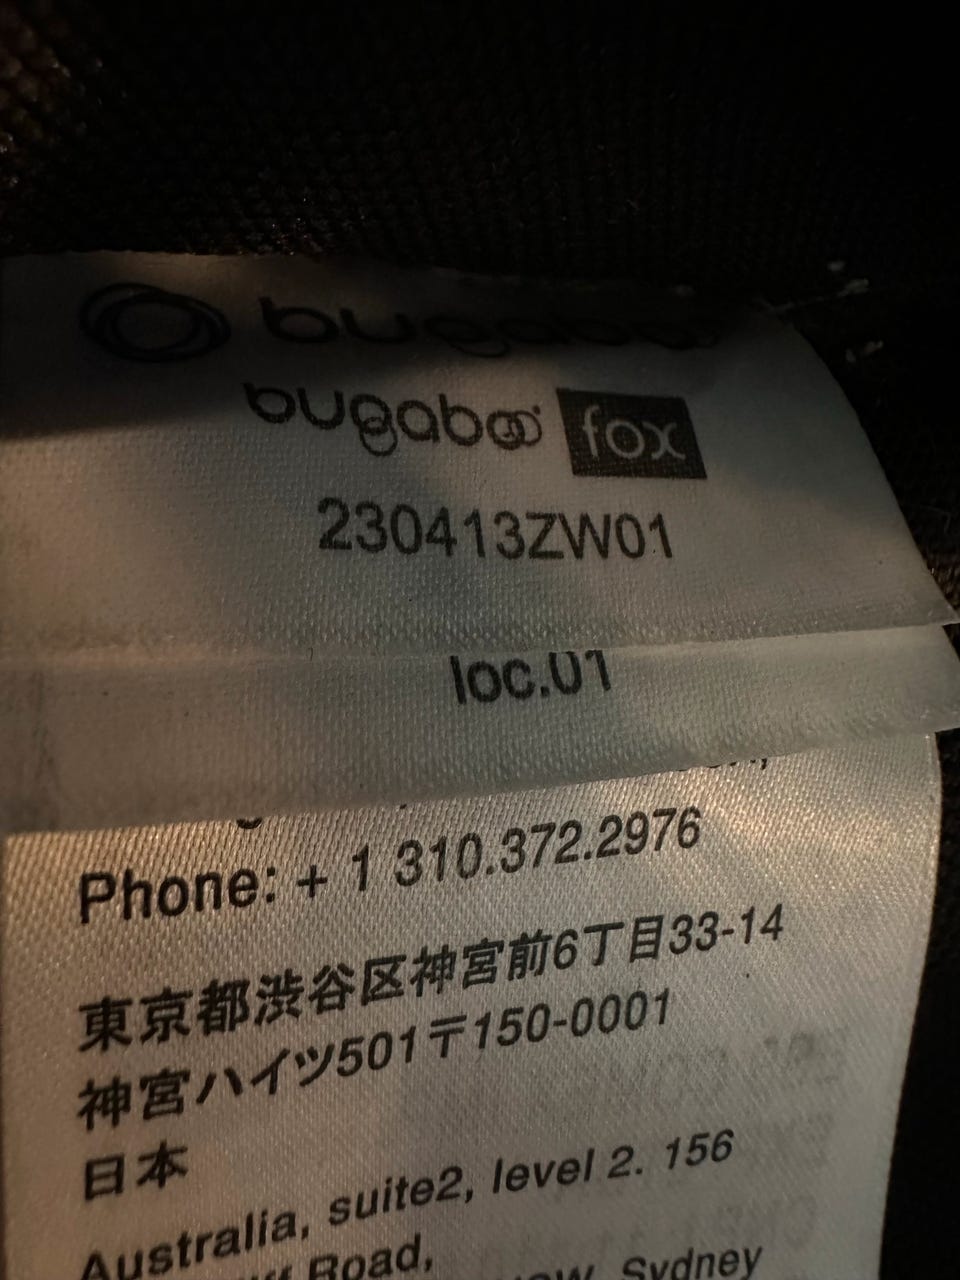 bugaboo
bugaboo fox
230413ZW01
loc.01
Phone: + 1 310.372.2976
東京都渋谷区神宮前6丁目33-14
神宮ハイツ501〒150-0001
日本
Australia, suite2, level 2. 156
Road,
Sydney